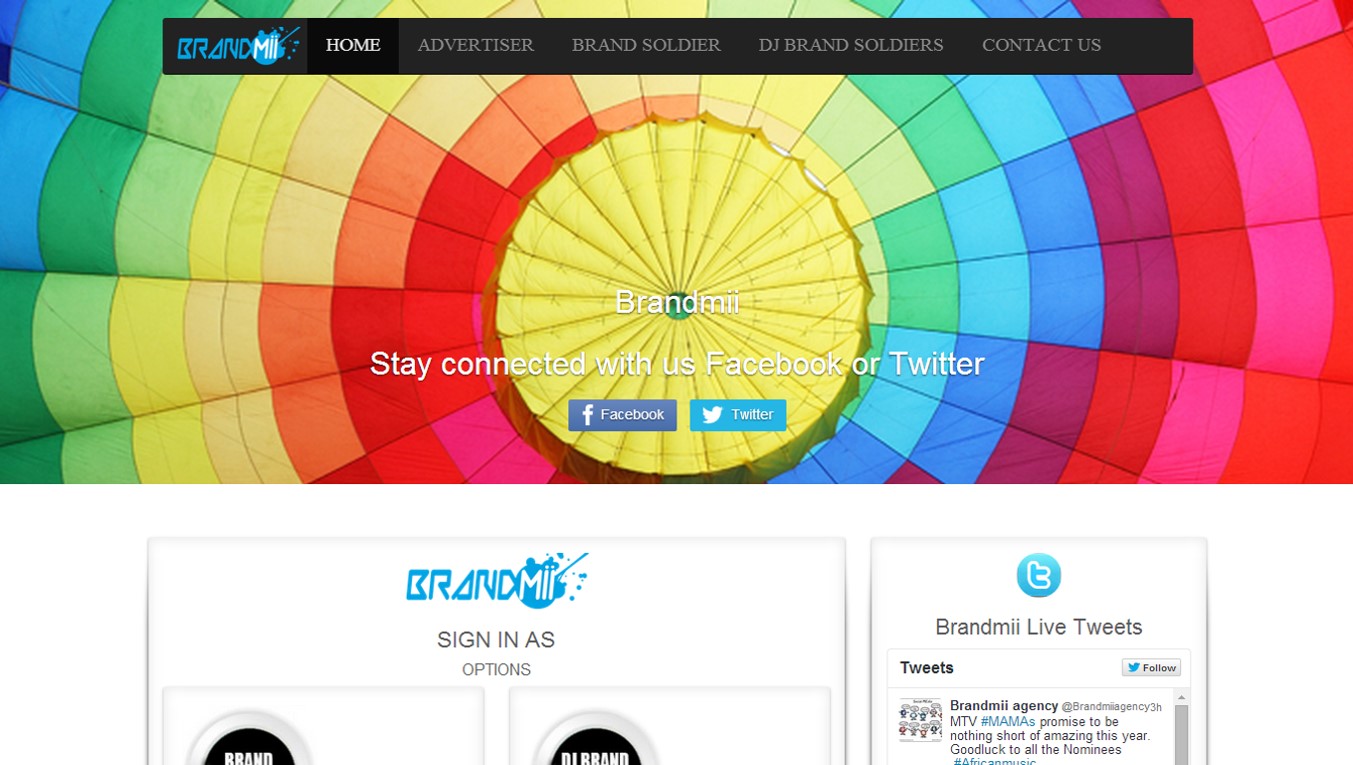 BRANDMii HOME ADVERTISER BRAND SOLDIER DJ BRAND SOLDIERS CONTACT US
Brandmii
Stay connected with us Facebook or Twitter
Facebook Twitter
BRANDMii
SIGN IN AS
OPTIONS
BRAND
DJ BRAND
Brandmii Live Tweets
Tweets Follow
Brandmii agency @Brandmiiagency 3h
MTV #MAMAs promise to be
nothing short of amazing this year.
Goodluck to all the Nominees
#Africanmusic